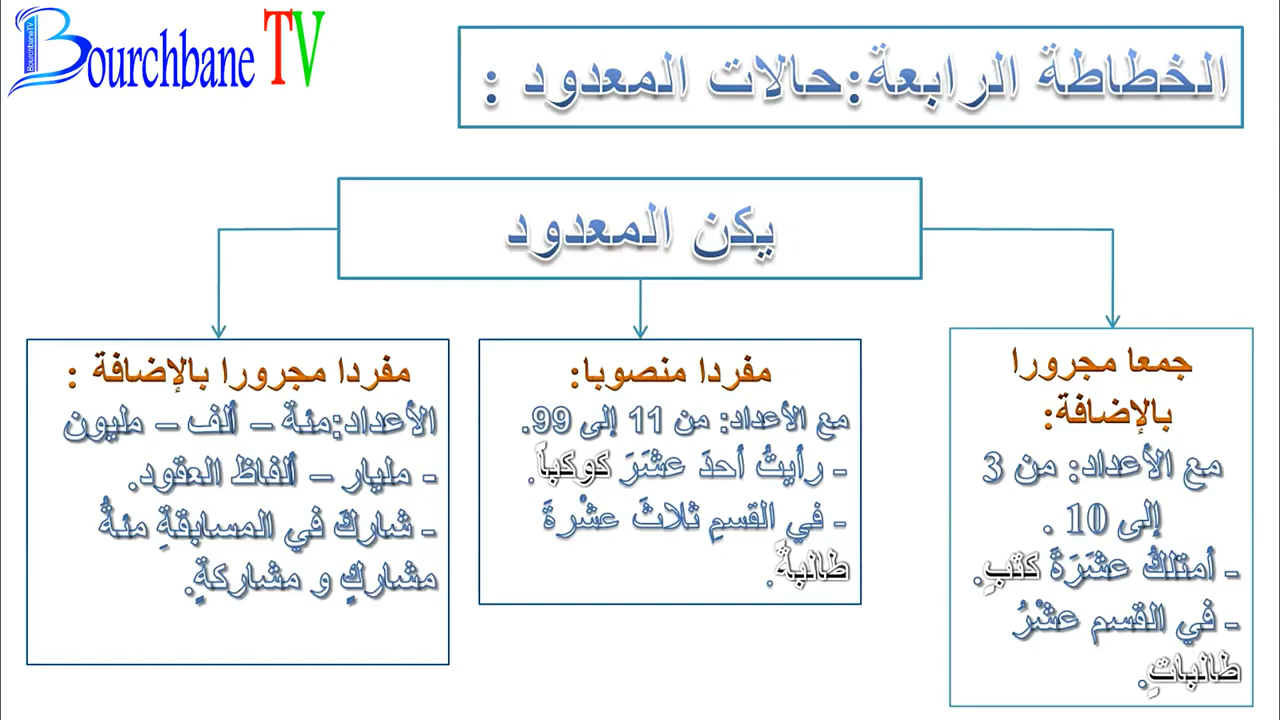 Bourchbane TV
الخطاطة الرابعة:حالات المعدود :
يكن المعدود
جمعا مجرورا
بالإضافة:
مع الأعداد: من 3
إلى 10 .
- أمتلكُ عشَرَةَ كتبٍ.
- في القسم عشْرُ
طالباتٍ.
مفردا منصوبا:
مع الأعداد: من 11 إلى 99.
- رأيتُ أحدَ عشَرَ كوكباً.
- في القسمِ ثلاثَ عشْرةَ
طالبةً.
مفردا مجرورا بالإضافة :
الأعداد:مئة – ألف – مليون
- مليار – ألفاظ العقود.
- شاركَ في المسابقةِ مئةُ
مشاركٍ و مشاركةٍ.